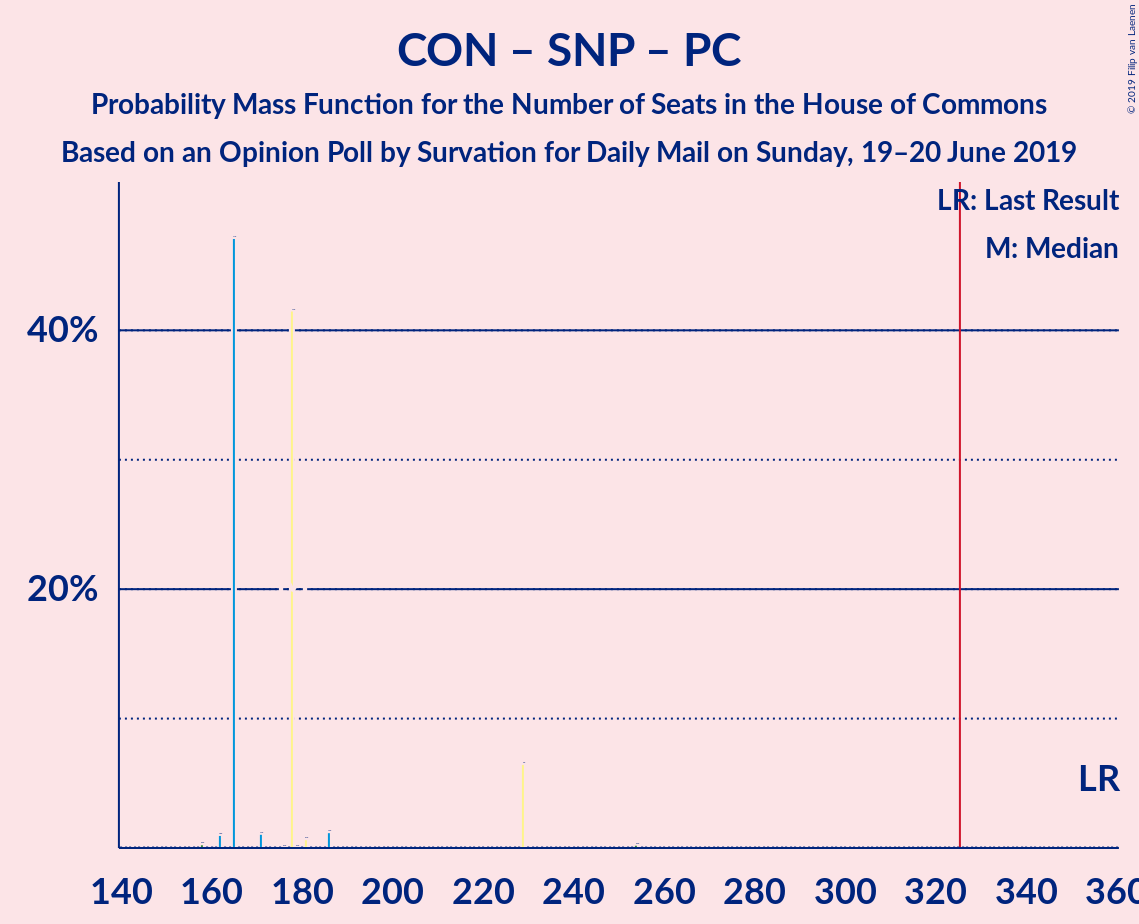 CON – SNP – PC
Probability Mass Function for the Number of Seats in the House of Commons
Based on an Opinion Poll by Survation for Daily Mail on Sunday, 19–20 June 2019
© 2019 Filip van Laenen
LR: Last Result
M: Median
40%
20%
LR
140 160 180 200 220 240 260 280 300 320 340 360